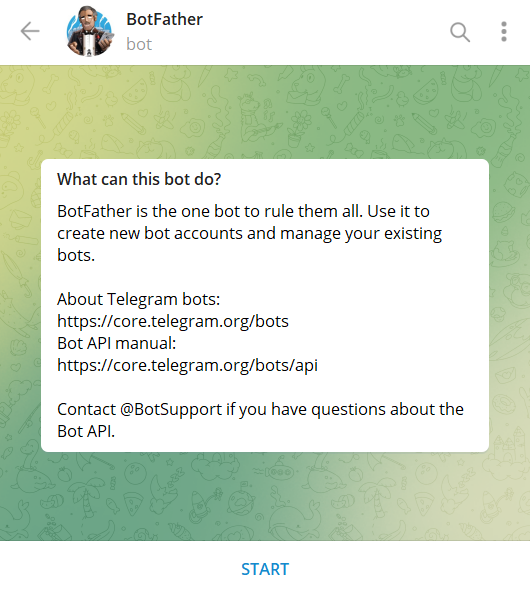 BotFather
bot
What can this bot do?
BotFather is the one bot to rule them all. Use it to
create new bot accounts and manage your existing
bots.
About Telegram bots:
https://core.telegram.org/bots
Bot API manual:
https://core.telegram.org/bots/api
Contact @BotSupport if you have questions about the
Bot API.
START